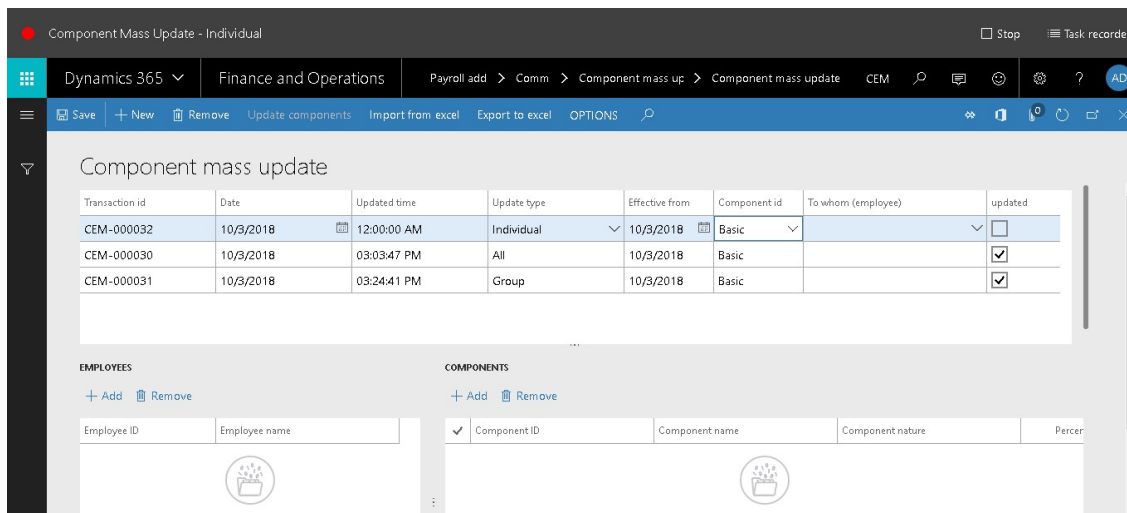 Component Mass Update - Individual Stop Task recorde
Dynamics 365 Finance and Operations Payroll add > Comm > Component mass up > Component mass update CEM ? AD
Save + New Remove Update components Import from excel Export to excel OPTIONS 0
Component mass update
Transaction id Date Updated time Update type Effective from Component id To whom (employee) updated
CEM-000032 10/3/2018 12:00:00 AM Individual 10/3/2018 Basic
CEM-000030 10/3/2018 03:03:47 PM All 10/3/2018 Basic
CEM-000031 10/3/2018 03:24:41 PM Group 10/3/2018 Basic
EMPLOYEES COMPONENTS
+ Add Remove + Add Remove
Employee ID Employee name Component ID Component name Component nature Percer